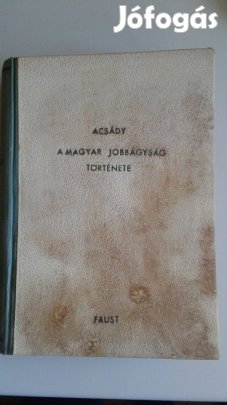 Jófogás
ACSÁDY
A MAGYAR JOBBÁGYSÁG
TÖRTÉNETE
FAUST